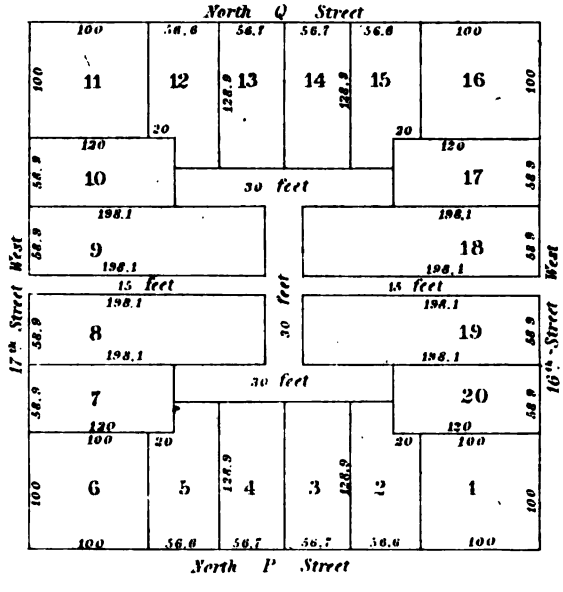 North Q Street
100 56,6 56,7 56,7 56,6 100
100 11 12 128.9 13 14 128.9 15 16 100
20 20
120 120
58.9 10 17 58.9
30 feet
198.1 198,1
58.9 9 18 58.9
198.1 198,1
15 feet 15 feet
17th Street West 30 feet 16th Street West
198.1 198.1
58.9 8 19 58.9
198.1 198.1
30 feet
58.9 7 20 58.9
120 120
100 20 20 100
100 6 5 128.9 4 3 128.9 2 1 100
100 56.6 56,7 56,7 56.6 100
North P Street